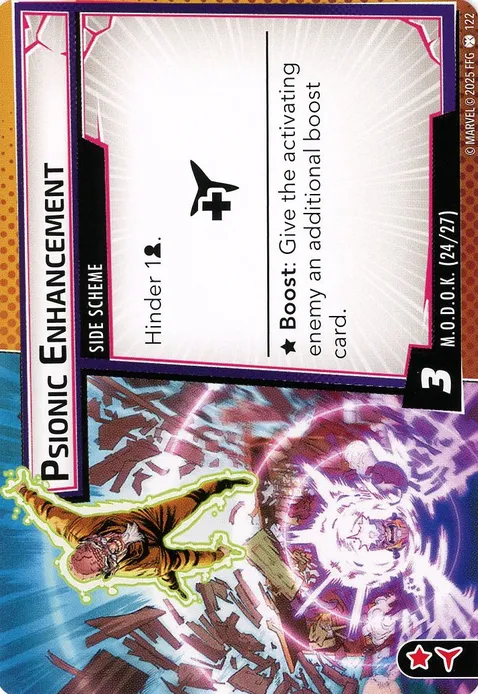 PSIONIC ENHANCEMENT
SIDE SCHEME
Hinder 1.
★ Boost: Give the activating
enemy an additional boost
card.
3
M.O.D.O.K. (24/27)
© MARVEL © 2025 FFG 122